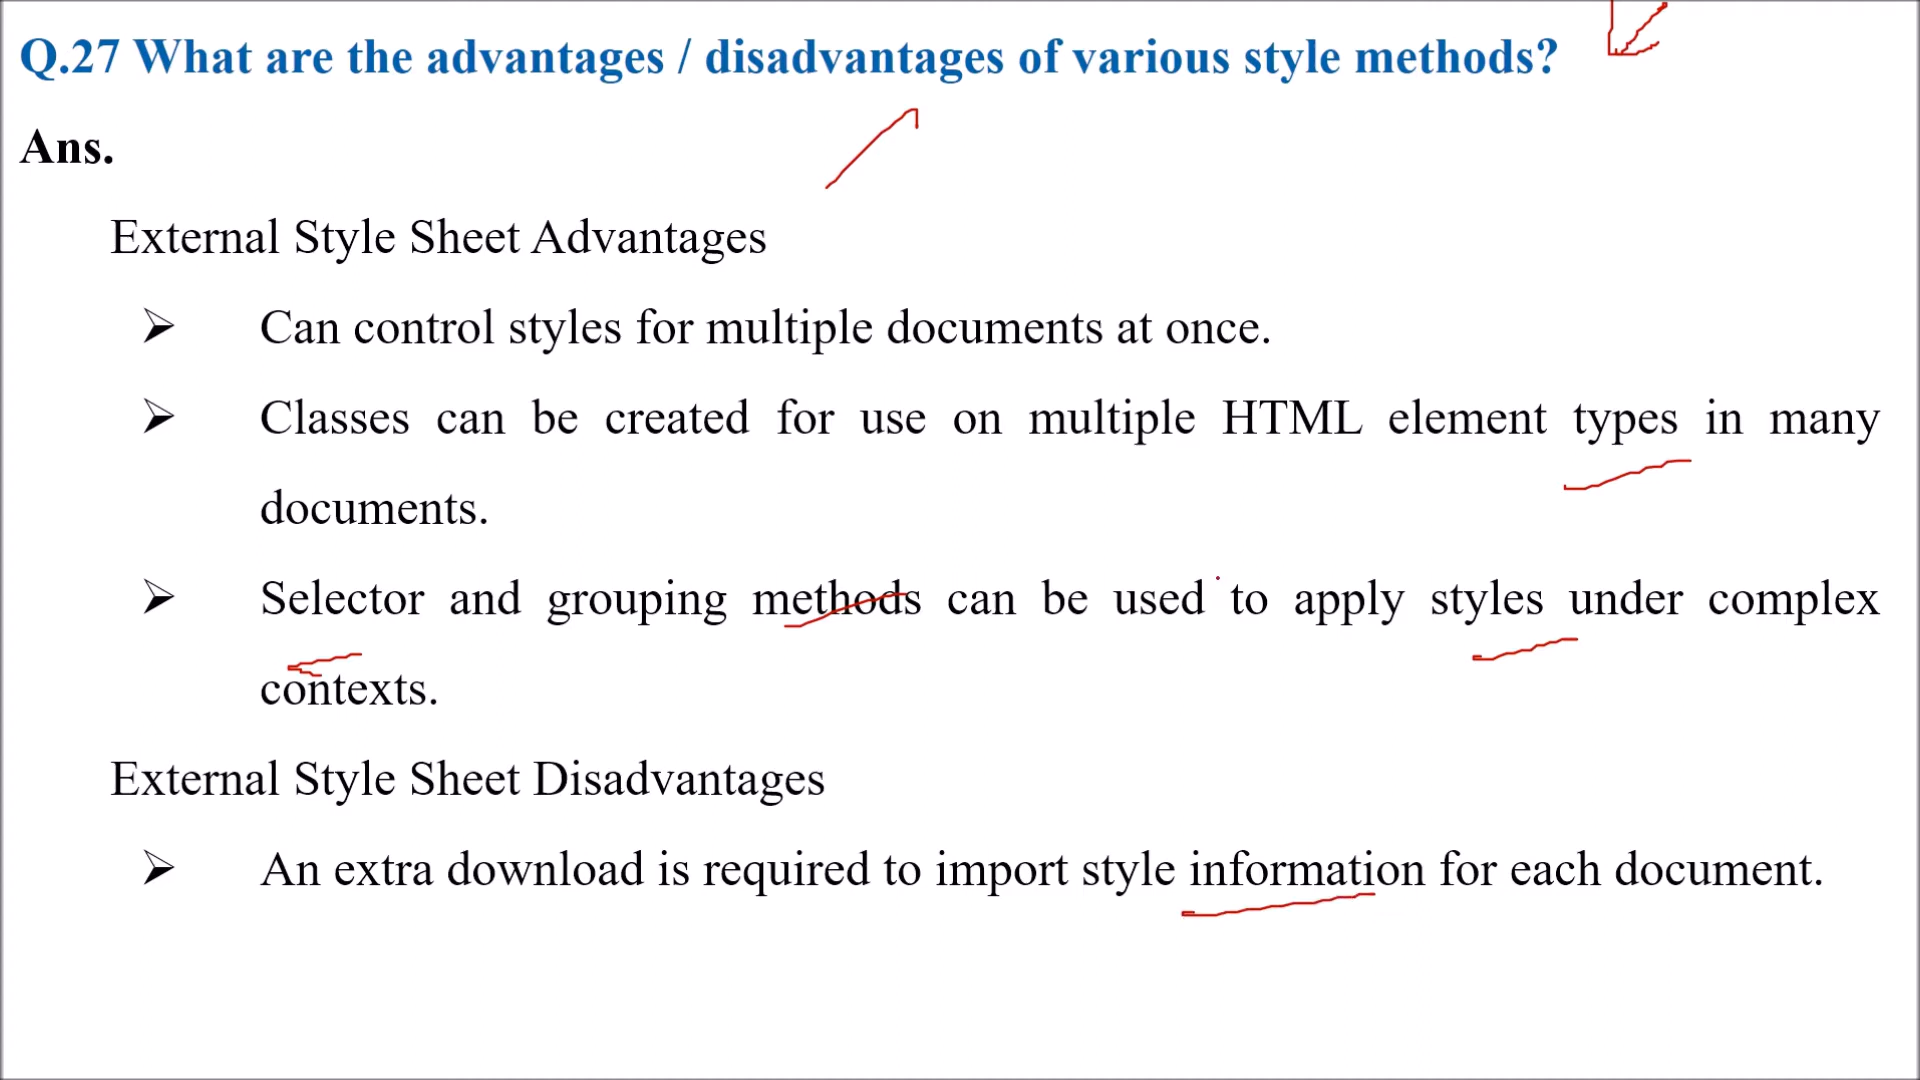 Q.27 What are the advantages / disadvantages of various style methods?
Ans.
External Style Sheet Advantages
➢ Can control styles for multiple documents at once.
➢ Classes can be created for use on multiple HTML element types in many
documents.
➢ Selector and grouping methods can be used to apply styles under complex
contexts.
External Style Sheet Disadvantages
➢ An extra download is required to import style information for each document.